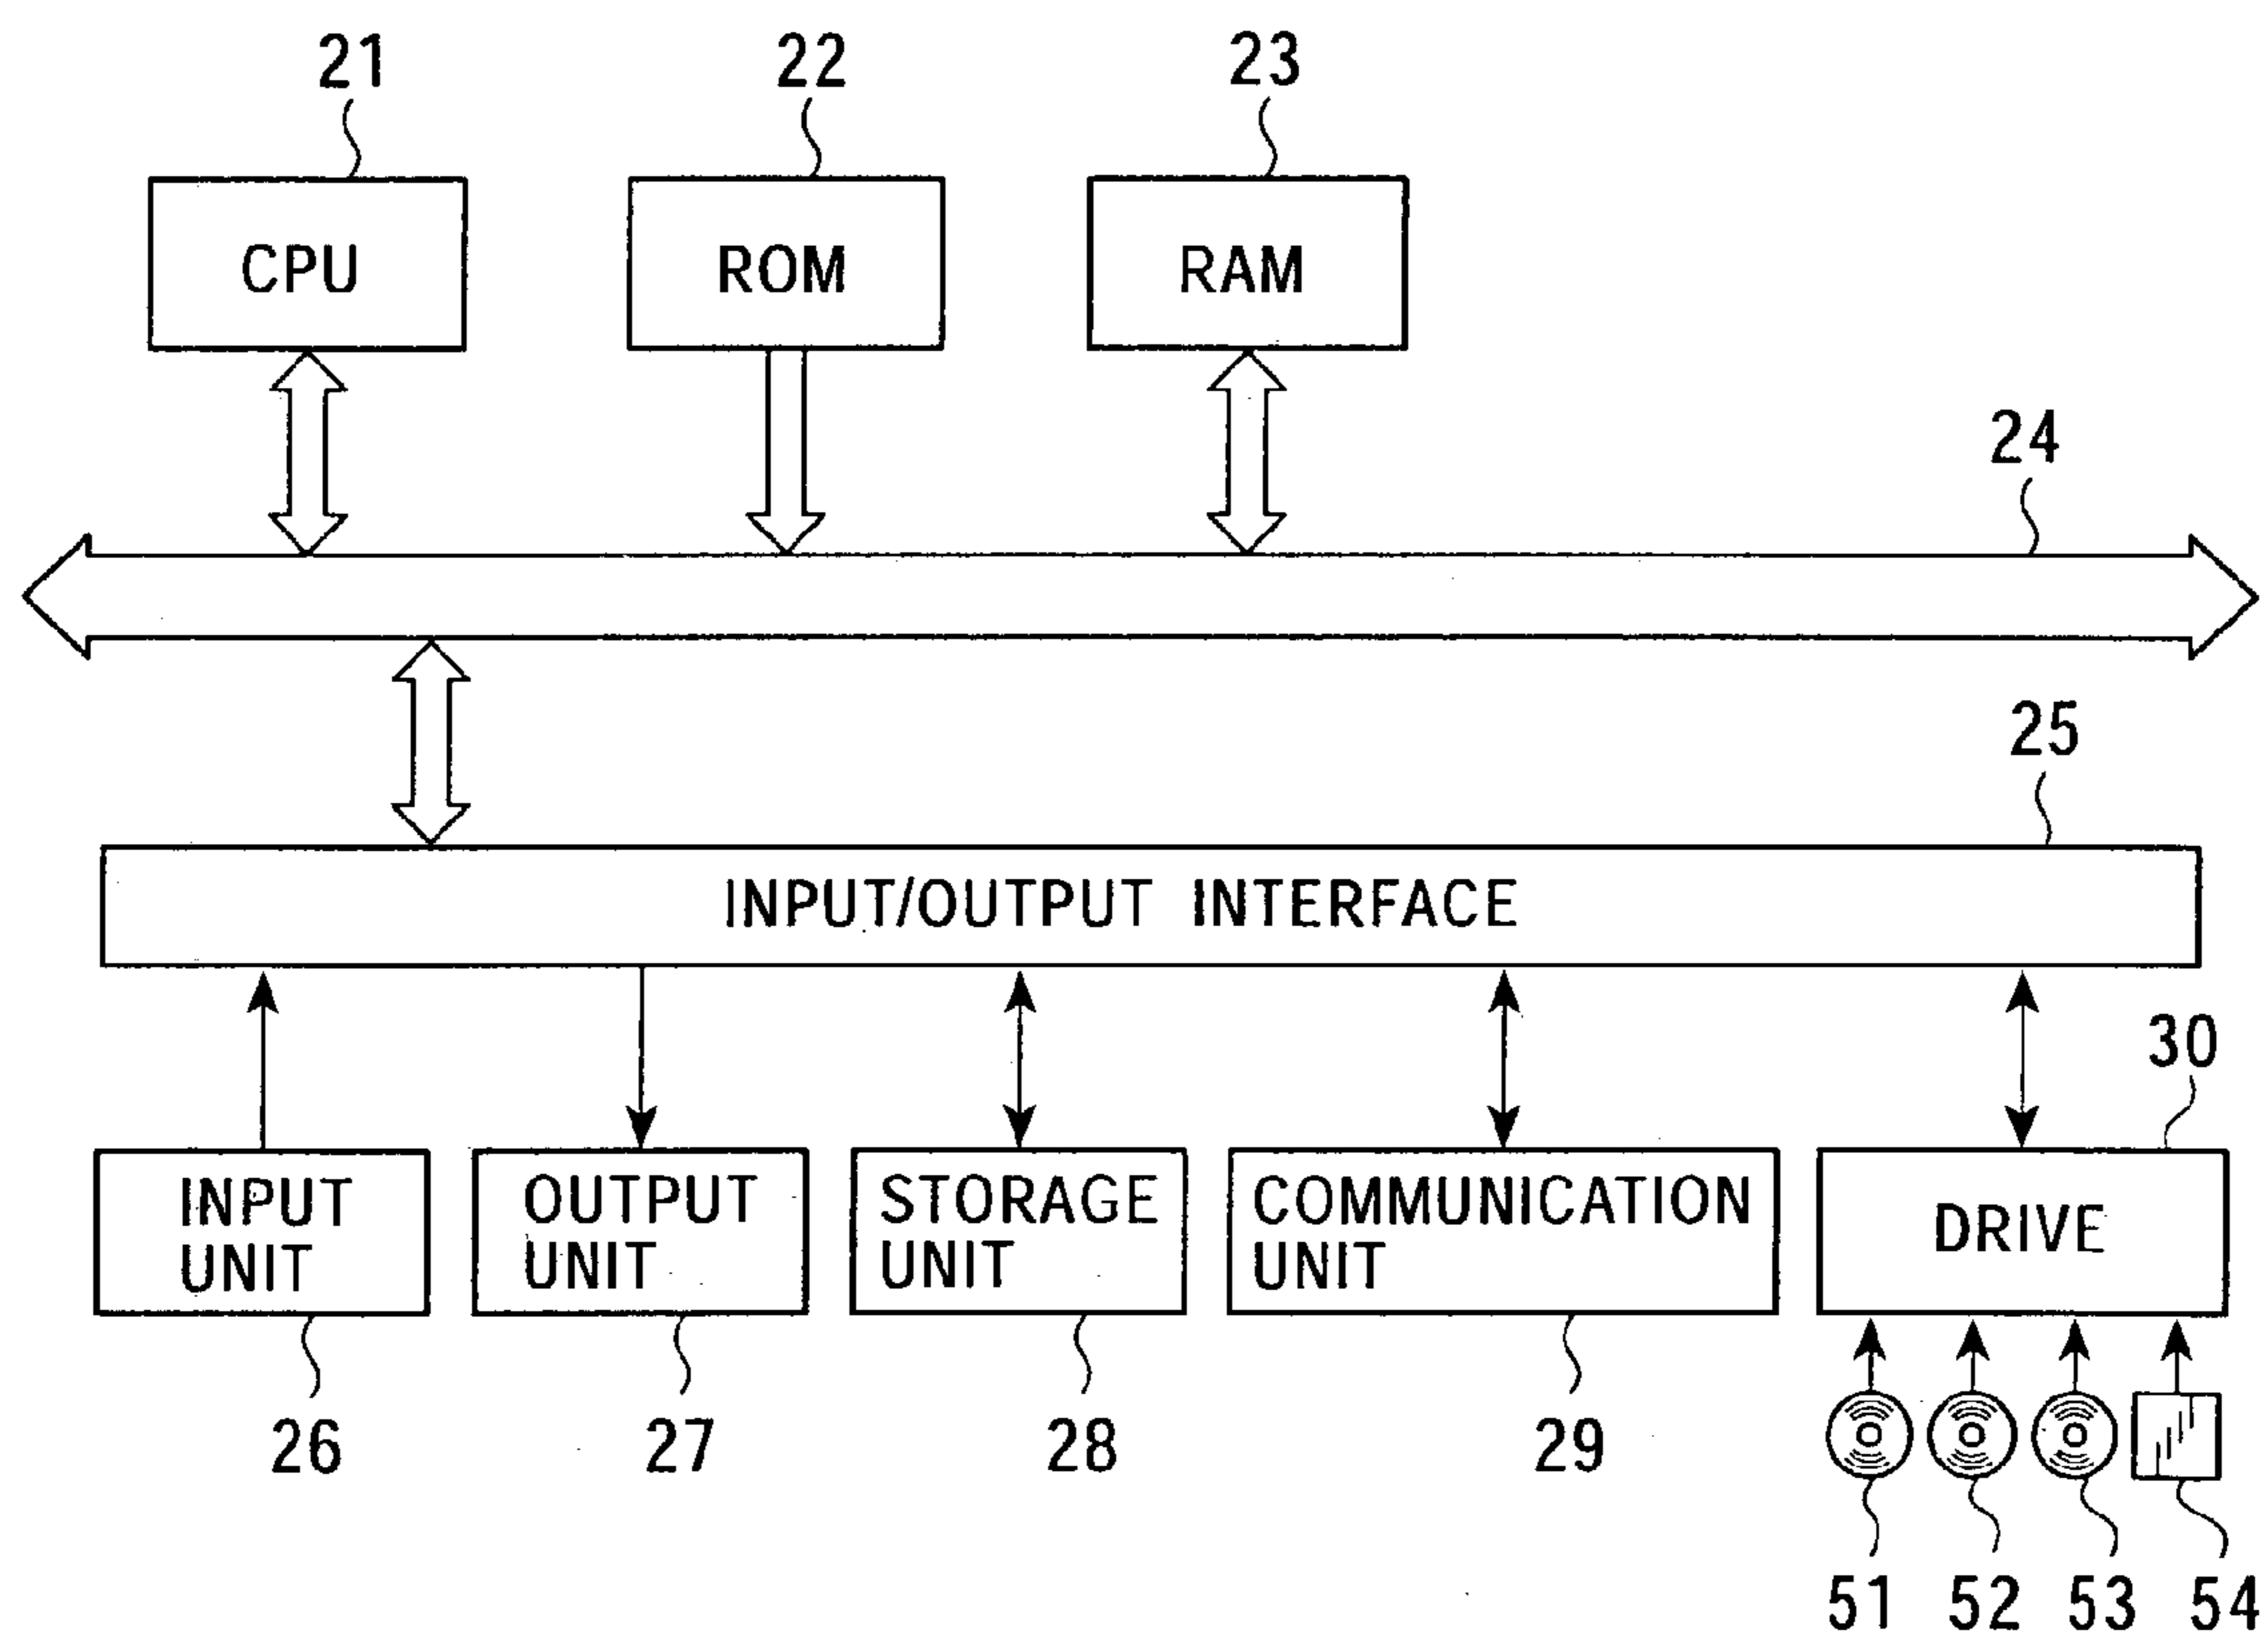 21
22
23
CPU
ROM
RAM
24
25
INPUT/OUTPUT INTERFACE
30
INPUT
UNIT
OUTPUT
UNIT
STORAGE
UNIT
COMMUNICATION
UNIT
DRIVE
26
27
28
29
51
52
53
54